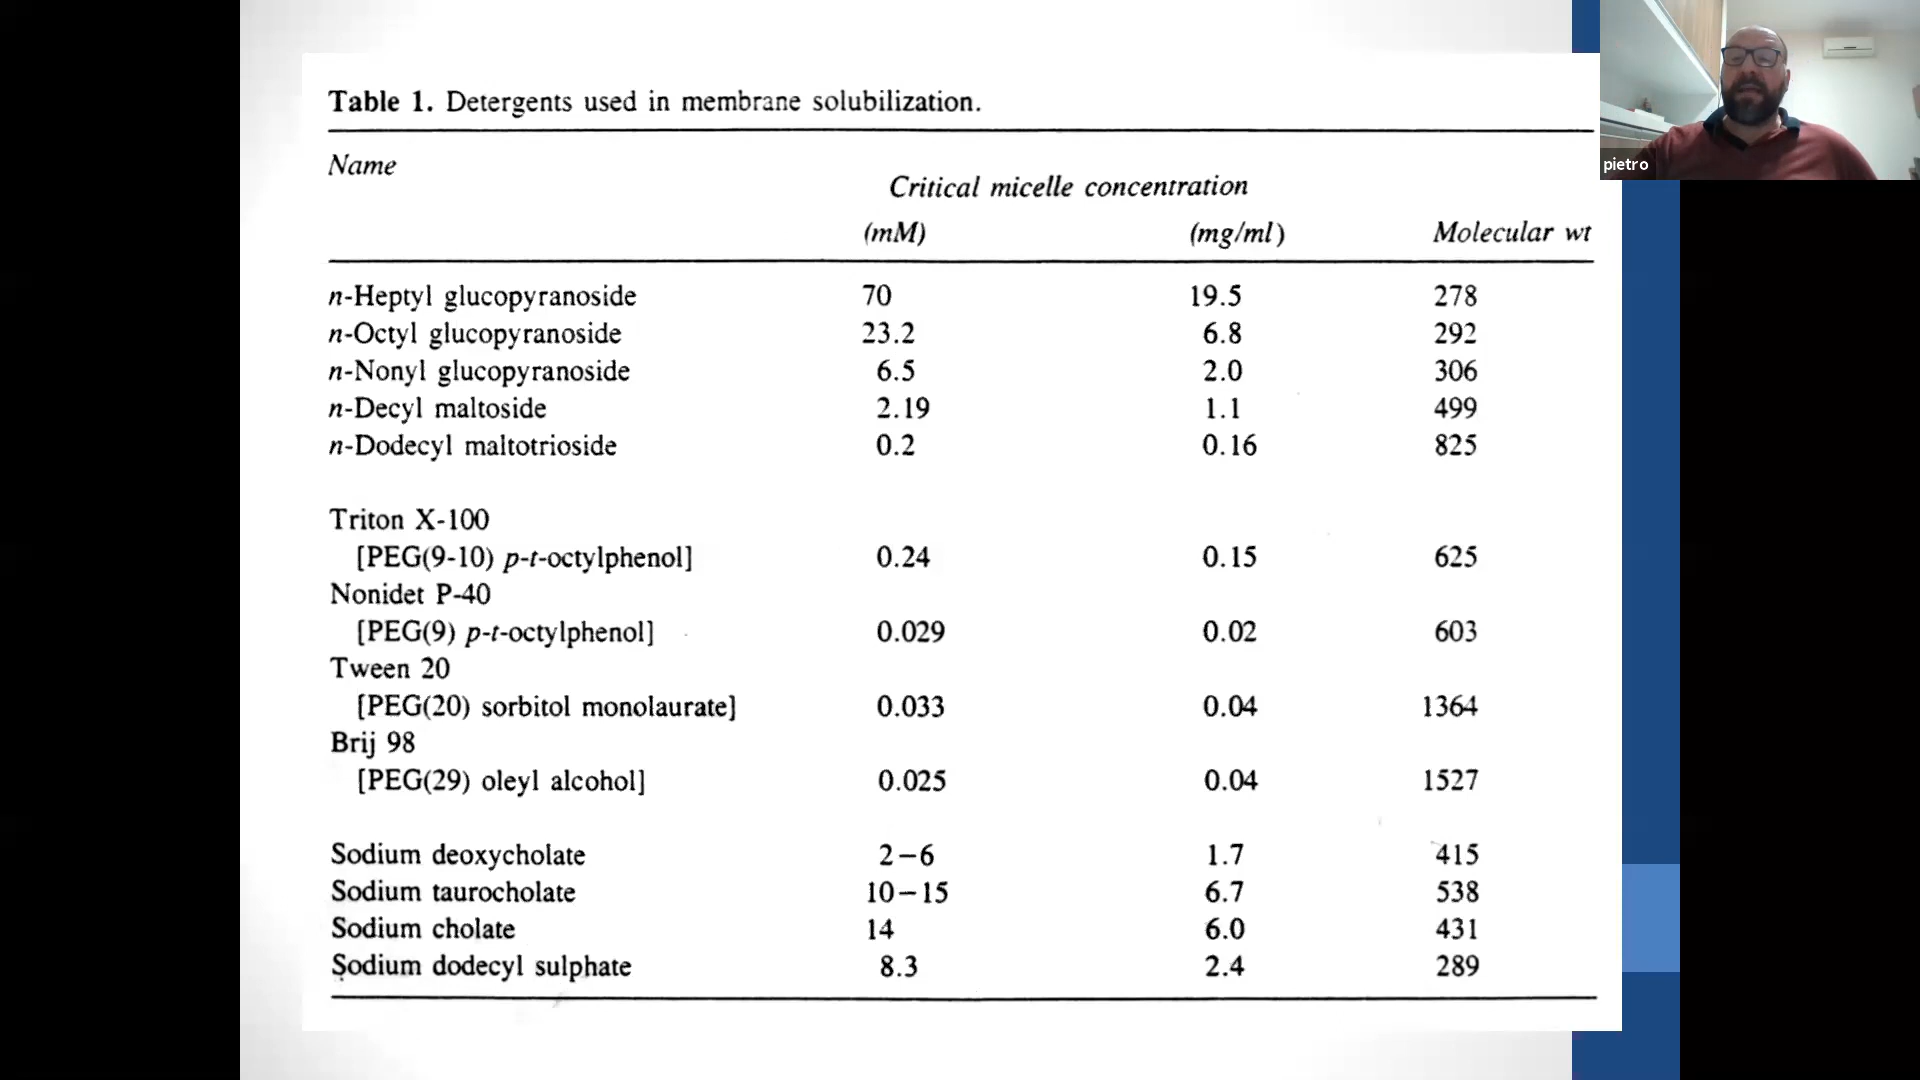 Table 1. Detergents used in membrane solubilization.
Name
Critical micelle concentration
(mM) (mg/ml) Molecular wt
n-Heptyl glucopyranoside 70 19.5 278
n-Octyl glucopyranoside 23.2 6.8 292
n-Nonyl glucopyranoside 6.5 2.0 306
n-Decyl maltoside 2.19 1.1 499
n-Dodecyl maltotrioside 0.2 0.16 825
Triton X-100
[PEG(9-10) p-t-octylphenol] 0.24 0.15 625
Nonidet P-40
[PEG(9) p-t-octylphenol] 0.029 0.02 603
Tween 20
[PEG(20) sorbitol monolaurate] 0.033 0.04 1364
Brij 98
[PEG(29) oleyl alcohol] 0.025 0.04 1527
Sodium deoxycholate 2–6 1.7 415
Sodium taurocholate 10–15 6.7 538
Sodium cholate 14 6.0 431
Sodium dodecyl sulphate 8.3 2.4 289
pietro